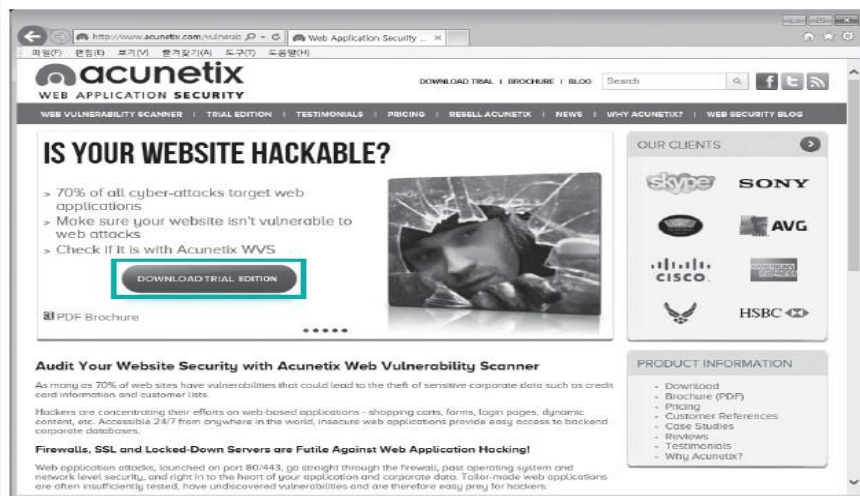 http://www.acunetix.com/vulnerab
Web Application Security ...
파일(F) 편집(E) 보기(V) 즐겨찾기(A) 도구(T) 도움말(H)
acunetix
WEB APPLICATION SECURITY
DOWNLOAD TRIAL | BROCHURE | BLOG
Search
WEB VULNERABILITY SCANNER | TRIAL EDITION | TESTIMONIALS | PRICING | RESELL ACUNETIX | NEWS | WHY ACUNETIX? | WEB SECURITY BLOG
IS YOUR WEBSITE HACKABLE?
> 70% of all cyber-attacks target web
applications
> Make sure your website isn't vulnerable to
web attacks
> Check if it is with Acunetix WVS
DOWNLOAD TRIAL EDITION
PDF Brochure
OUR CLIENTS
skype SONY
AVG
CISCO. AMERICAN EXPRESS
HSBC
Audit Your Website Security with Acunetix Web Vulnerability Scanner
As many as 70% of web sites have vulnerabilities that could lead to the theft of sensitive corporate data such as credit
card information and customer lists.
Hackers are concentrating their efforts on web-based applications - shopping carts, forms, login pages, dynamic
content, etc. Accessible 24/7 from anywhere in the world, insecure web applications provide easy access to backend
corporate databases.
Firewalls, SSL and Locked-Down Servers are Futile Against Web Application Hacking!
Web application attacks, launched on port 80/443, go straight through the firewall, past operating system and
network level security, and right in to the heart of your application and corporate data. Tailor-made web applications
are often insufficiently tested, have undiscovered vulnerabilities and are therefore easy prey for hackers.
PRODUCT INFORMATION
- Download
- Brochure (PDF)
- Pricing
- Customer References
- Case Studies
- Reviews
- Testimonials
- Why Acunetix?